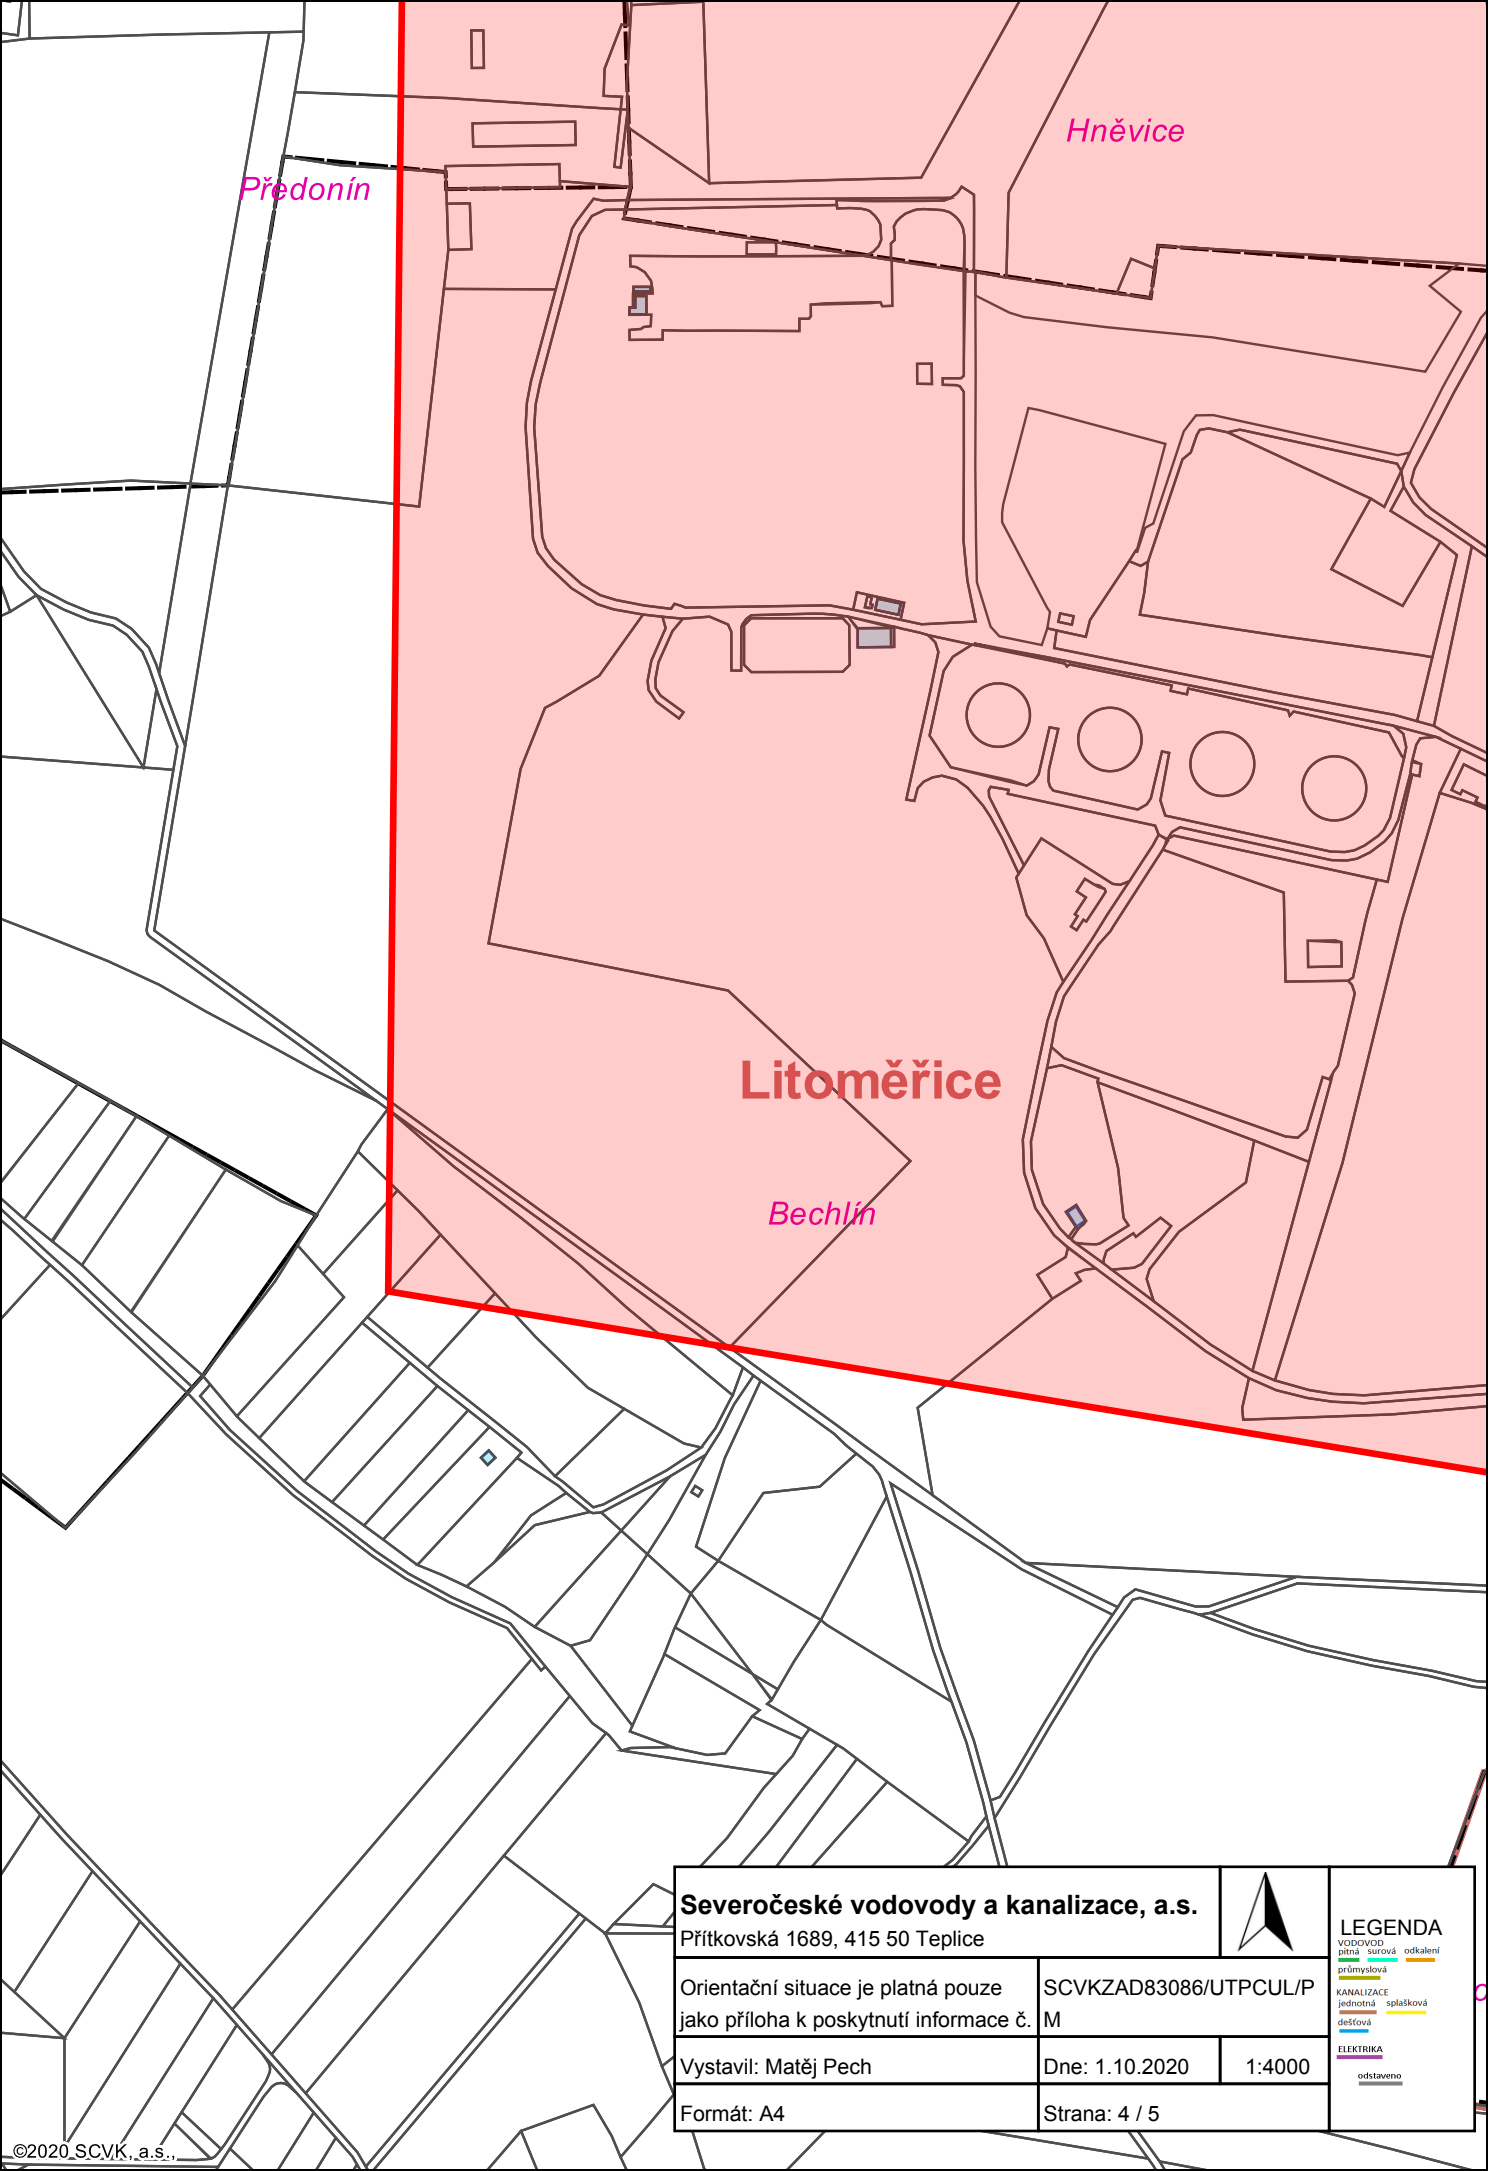 Hněvice
Předonín
Litoměřice
Bechlín
Severočeské vodovody a kanalizace, a.s.
Přítkovská 1689, 415 50 Teplice
Orientační situace je platná pouze
jako příloha k poskytnutí informace č.
SCVKZAD83086/UTPCUL/P
M
Vystavil: Matěj Pech
Dne: 1.10.2020
1:4000
Formát: A4
Strana: 4 / 5
LEGENDA
VODOVOD
pitná surová odkalení
průmyslová
KANALIZACE
jednotná splašková
dešťová
ELEKTRIKA
odstaveno
©2020 SCVK, a.s.,